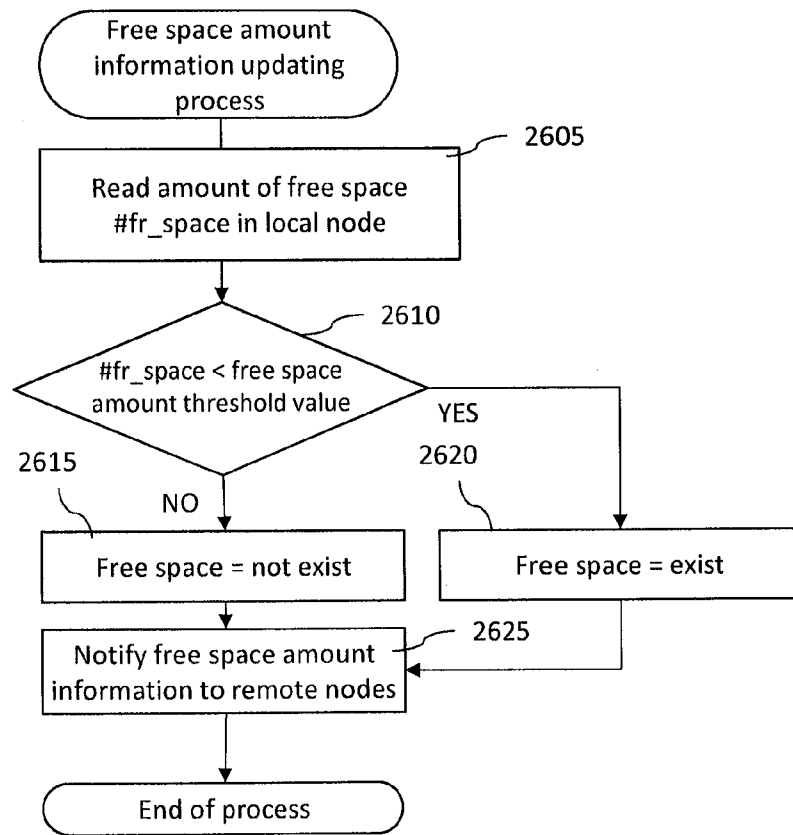 Free space amount
information updating
process
2605
Read amount of free space
#fr_space in local node
2610
#fr_space < free space
amount threshold value
YES
2615
2620
NO
Free space = not exist
Free space = exist
2625
Notify free space amount
information to remote nodes
End of process